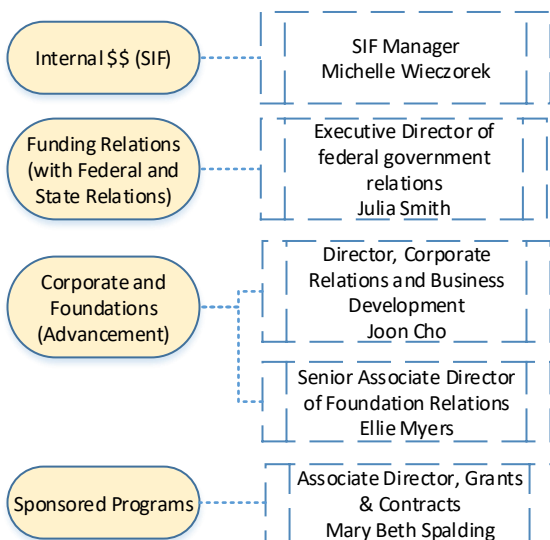 Internal $$ (SIF)
SIF Manager
Michelle Wieczorek
Funding Relations
(with Federal and
State Relations)
Executive Director of
federal government
relations
Julia Smith
Corporate and
Foundations
(Advancement)
Director, Corporate
Relations and Business
Development
Joon Cho
Senior Associate Director
of Foundation Relations
Ellie Myers
Sponsored Programs
Associate Director, Grants
& Contracts
Mary Beth Spalding